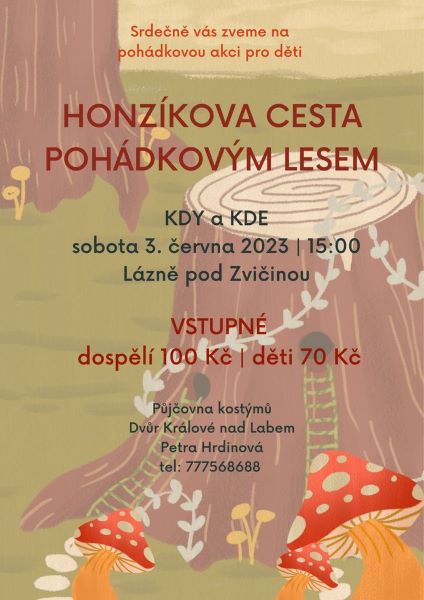 Srdečně vás zveme na
pohádkovou akci pro děti
HONZÍKOVA CESTA
POHÁDKOVÝM LESEM
KDY a KDE
sobota 3. června 2023 | 15:00
Lázně pod Zvičinou
VSTUPNÉ
dospělí 100 Kč | děti 70 Kč
Půjčovna kostýmů
Dvůr Králové nad Labem
Petra Hrdinová
tel: 777568688